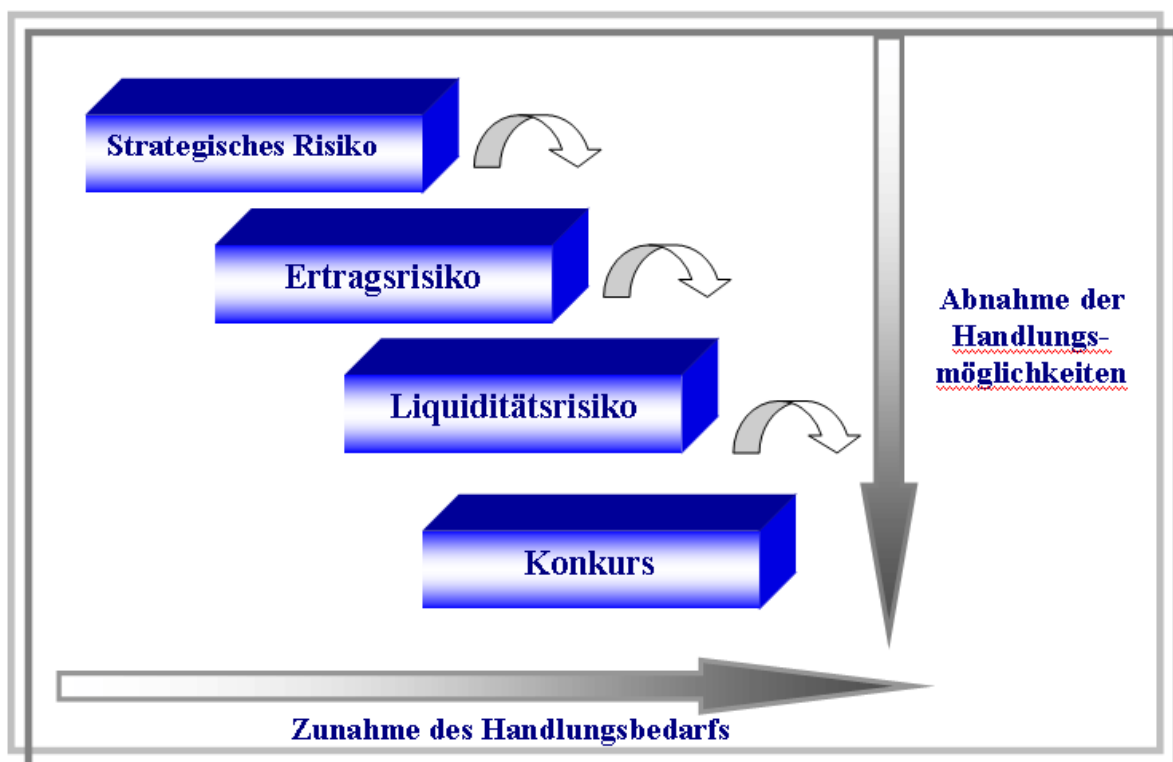 Strategisches Risiko
Ertragsrisiko
Liquiditätsrisiko
Konkurs
Abnahme der
Handlungs-
möglichkeiten
Zunahme des Handlungsbedarfs